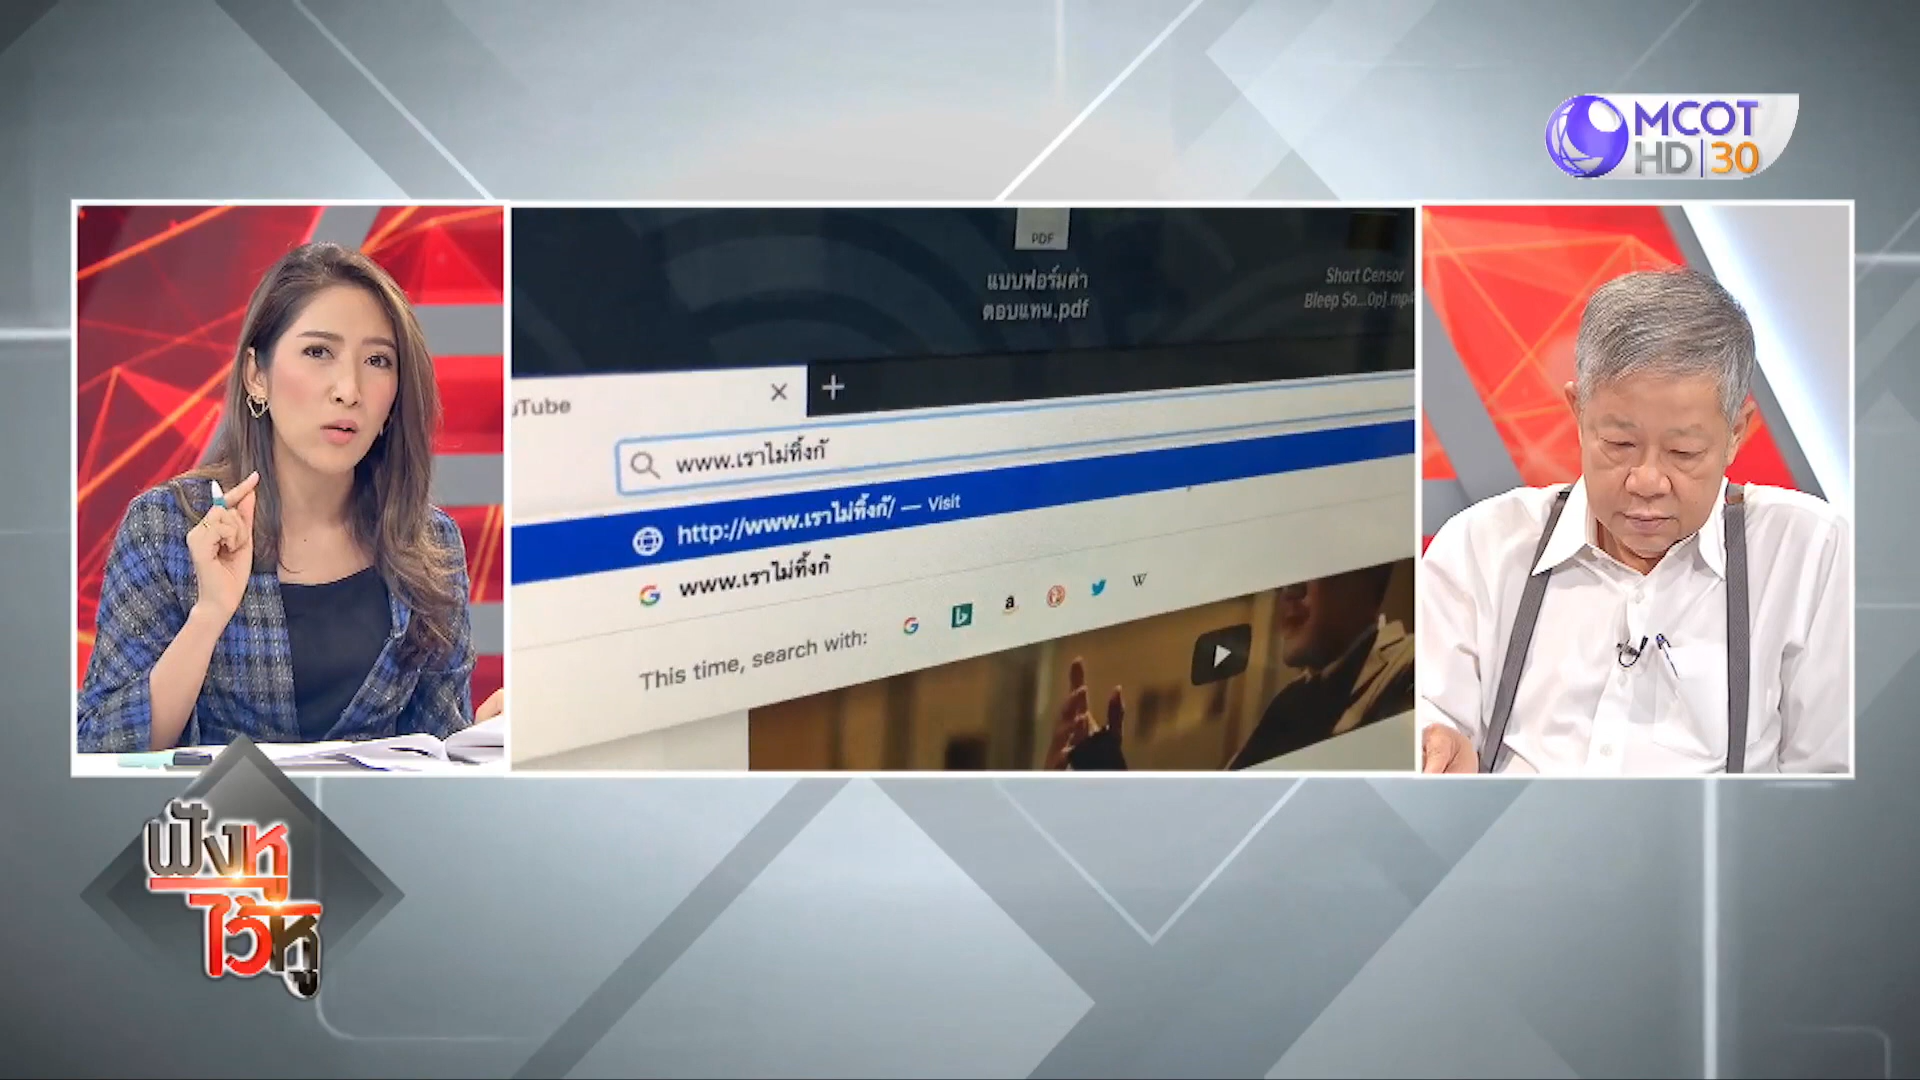 MCOT
HD 30
PDF
แบบฟอร์มค่า
ตอบแทน.pdf
Short Censor
Bleep So...0p].mp4
uTube
www.เราไม่ทิ้งกั
http://www.เราไม่ทิ้งกั/ — Visit
www.เราไม่ทิ้งกั
This time, search with:
G b a W
ฟังหู
ไว้หู